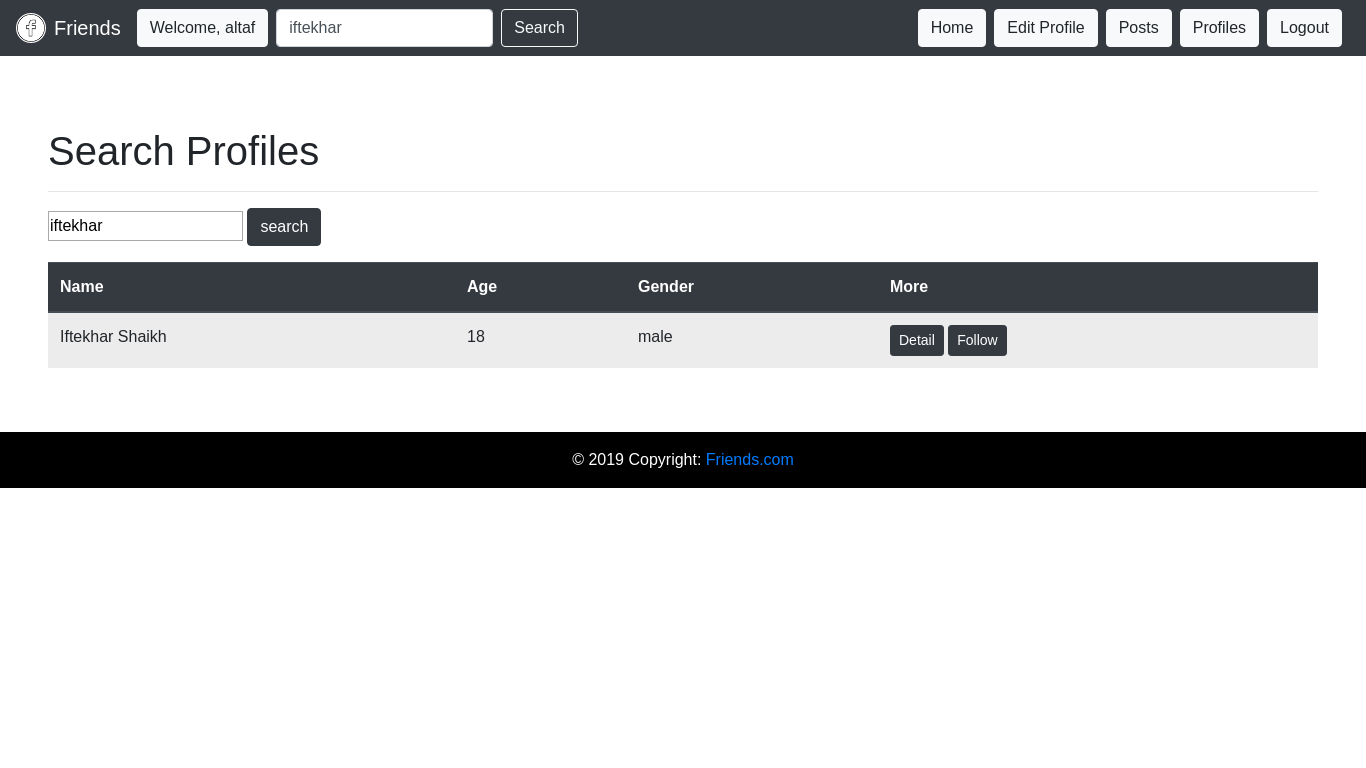 Friends Welcome, altaf iftekhar Search Home Edit Profile Posts Profiles Logout
Search Profiles
iftekhar search
Name Age Gender More
Iftekhar Shaikh 18 male Detail Follow
© 2019 Copyright: Friends.com